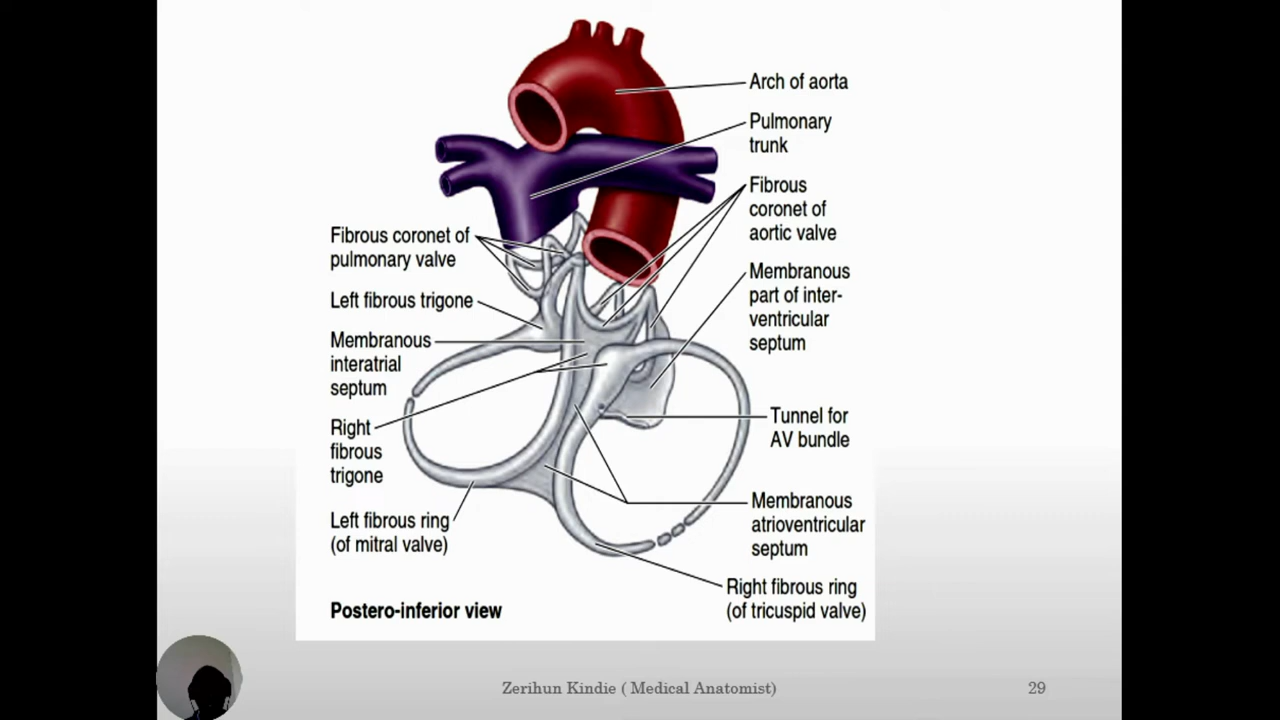 Arch of aorta
Pulmonary
trunk
Fibrous
coronet of
aortic valve
Fibrous coronet of
pulmonary valve
Membranous
part of inter-
ventricular
septum
Left fibrous trigone
Membranous
interatrial
septum
Right
fibrous
trigone
Tunnel for
AV bundle
Membranous
atrioventricular
septum
Left fibrous ring
(of mitral valve)
Right fibrous ring
(of tricuspid valve)
Postero-inferior view
Zerihun Kindie ( Medical Anatomist)
29